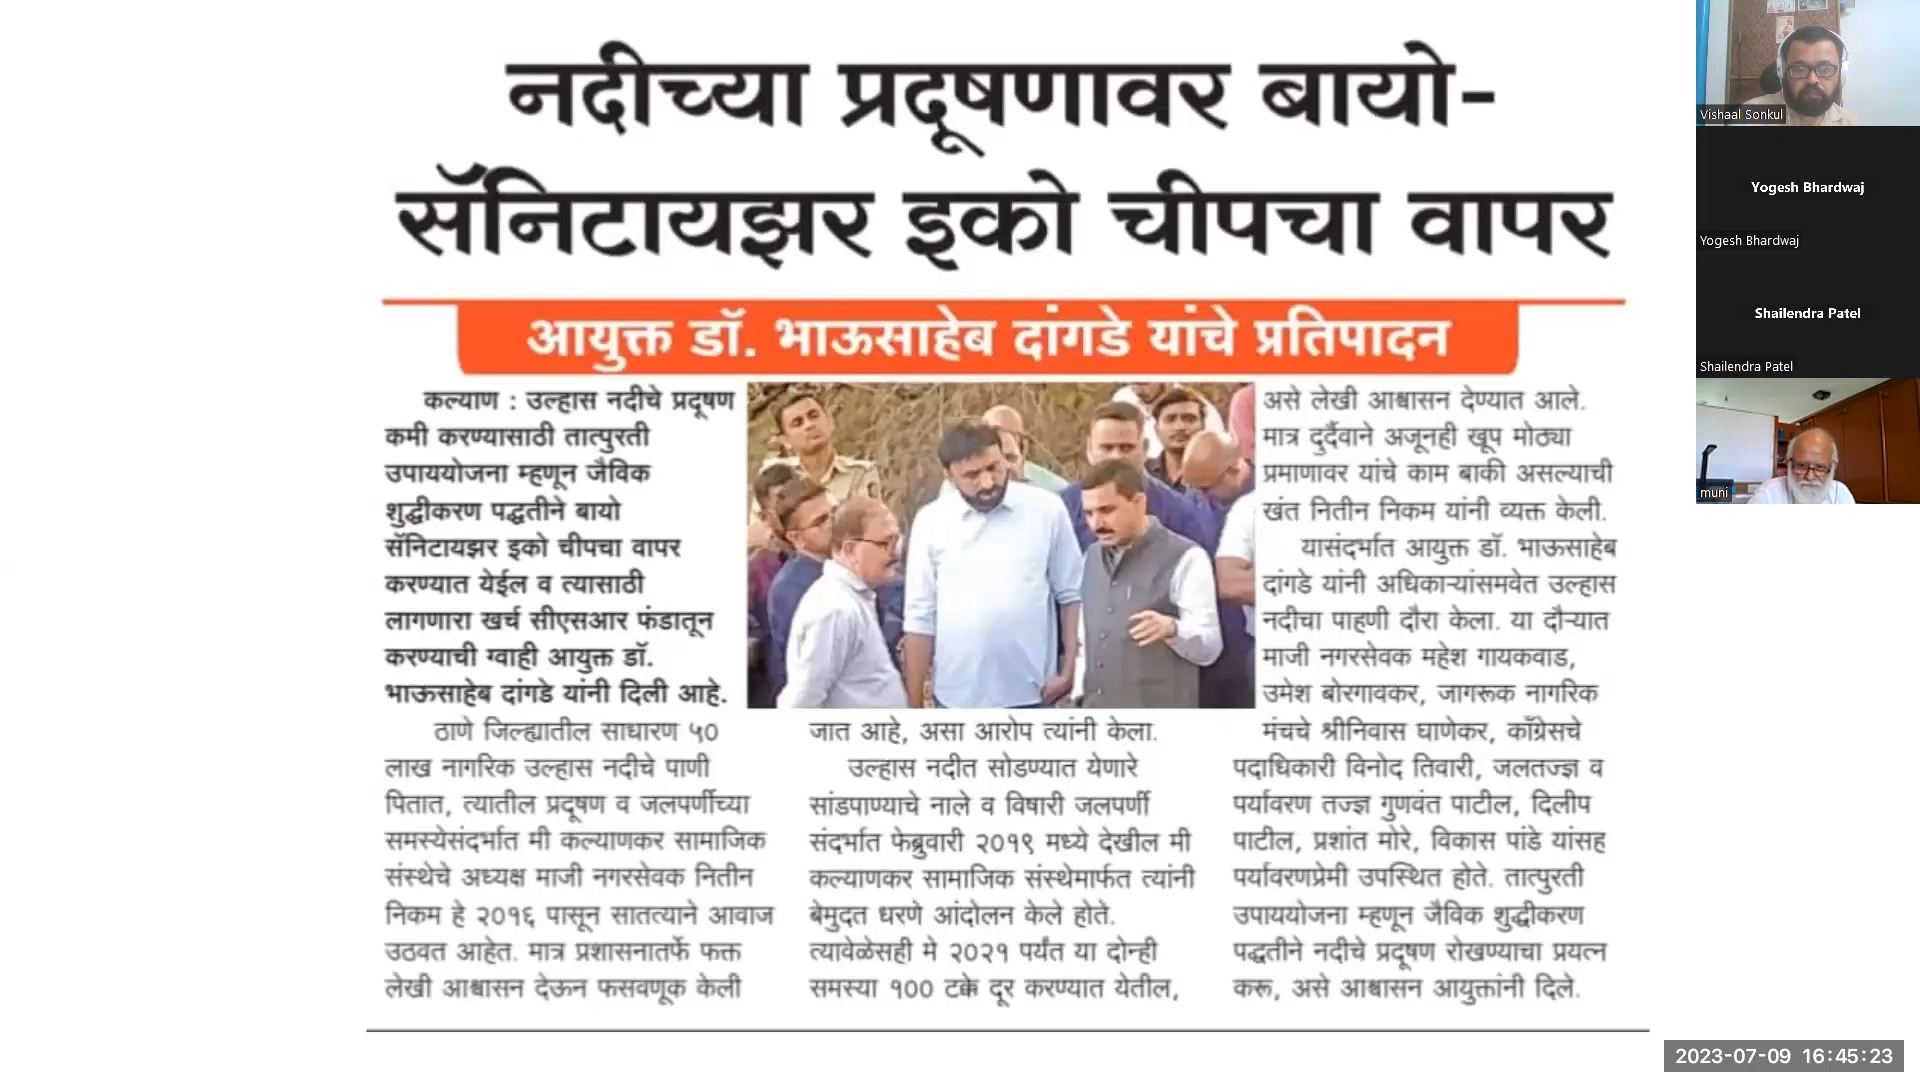 नदीच्या प्रदूषणावर बायो-
सॅनिटायझर इको चीपचा वापर
आयुक्त डॉ. भाऊसाहेब दांगडे यांचे प्रतिपादन
कल्याण : उल्हास नदीचे प्रदूषण
कमी करण्यासाठी तात्पुरती
उपाययोजना म्हणून जैविक
शुद्धीकरण पद्धतीने बायो
सॅनिटायझर इको चीपचा वापर
करण्यात येईल व त्यासाठी
लागणारा खर्च सीएसआर फंडातून
करण्याची ग्वाही आयुक्त डॉ.
भाऊसाहेब दांगडे यांनी दिली आहे.
ठाणे जिल्ह्यातील साधारण ५०
लाख नागरिक उल्हास नदीचे पाणी
पितात, त्यातील प्रदूषण व जलपर्णीच्या
समस्येसंदर्भात मी कल्याणकर सामाजिक
संस्थेचे अध्यक्ष माजी नगरसेवक नितीन
निकम हे २०१६ पासून सातत्याने आवाज
उठवत आहेत. मात्र प्रशासनातर्फे फक्त
लेखी आश्वासन देऊन फसवणूक केली
जात आहे, असा आरोप त्यांनी केला.
उल्हास नदीत सोडण्यात येणारे
सांडपाण्याचे नाले व विषारी जलपर्णी
संदर्भात फेब्रुवारी २०१९ मध्ये देखील मी
कल्याणकर सामाजिक संस्थेमार्फत त्यांनी
बेमुदत धरणे आंदोलन केले होते.
त्यावेळेसही मे २०२१ पर्यंत या दोन्ही
समस्या १०० टक्के दूर करण्यात येतील,
असे लेखी आश्वासन देण्यात आले.
मात्र दुर्दैवाने अजूनही खूप मोठ्या
प्रमाणावर यांचे काम बाकी असल्याची
खंत नितीन निकम यांनी व्यक्त केली.
यासंदर्भात आयुक्त डॉ. भाऊसाहेब
दांगडे यांनी अधिकाऱ्यांसमवेत उल्हास
नदीचा पाहणी दौरा केला. या दौऱ्यात
माजी नगरसेवक महेश गायकवाड,
उमेश बोरगावकर, जागरूक नागरिक
मंचचे श्रीनिवास घाणेकर, काँग्रेसचे
पदाधिकारी विनोद तिवारी, जलतज्ज्ञ व
पर्यावरण तज्ज्ञ गुणवंत पाटील, दिलीप
पाटील, प्रशांत मोरे, विकास पांडे यांसह
पर्यावरणप्रेमी उपस्थित होते. तात्पुरती
उपाययोजना म्हणून जैविक शुद्धीकरण
पद्धतीने नदीचे प्रदूषण रोखण्याचा प्रयत्न
करू, असे आश्वासन आयुक्तांनी दिले.
Vishaal Sonkul
Yogesh Bhardwaj
Yogesh Bhardwaj
Shailendra Patel
Shailendra Patel
muni
2023-07-09 16:45:23